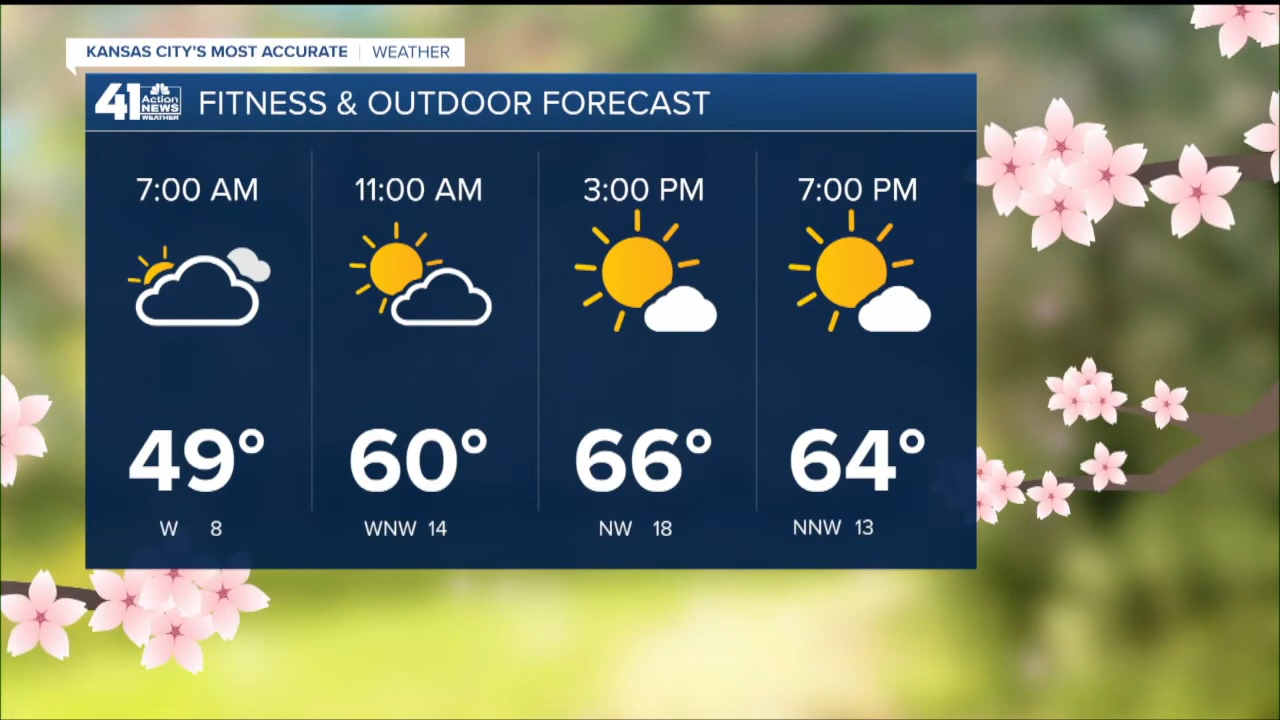 KANSAS CITY'S MOST ACCURATE | WEATHER
41 Action NEWS WEATHER
FITNESS & OUTDOOR FORECAST
7:00 AM
49°
W 8
11:00 AM
60°
WNW 14
3:00 PM
66°
NW 18
7:00 PM
64°
NNW 13